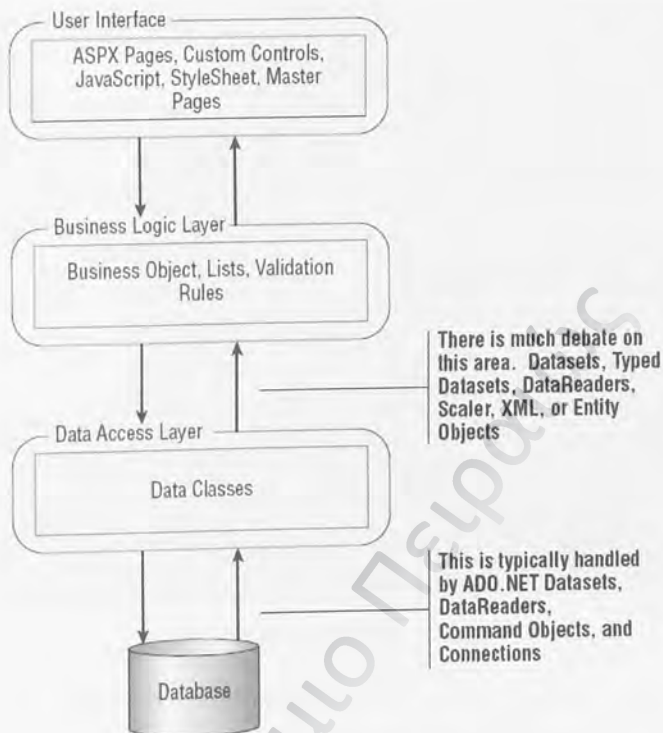 User Interface
ASPX Pages, Custom Controls,
JavaScript, StyleSheet, Master
Pages
Business Logic Layer
Business Object, Lists, Validation
Rules
There is much debate on
this area. Datasets, Typed
Datasets, DataReaders,
Scaler, XML, or Entity
Objects
Data Access Layer
Data Classes
This is typically handled
by ADO.NET Datasets,
DataReaders,
Command Objects, and
Connections
Database
Πειραιώς